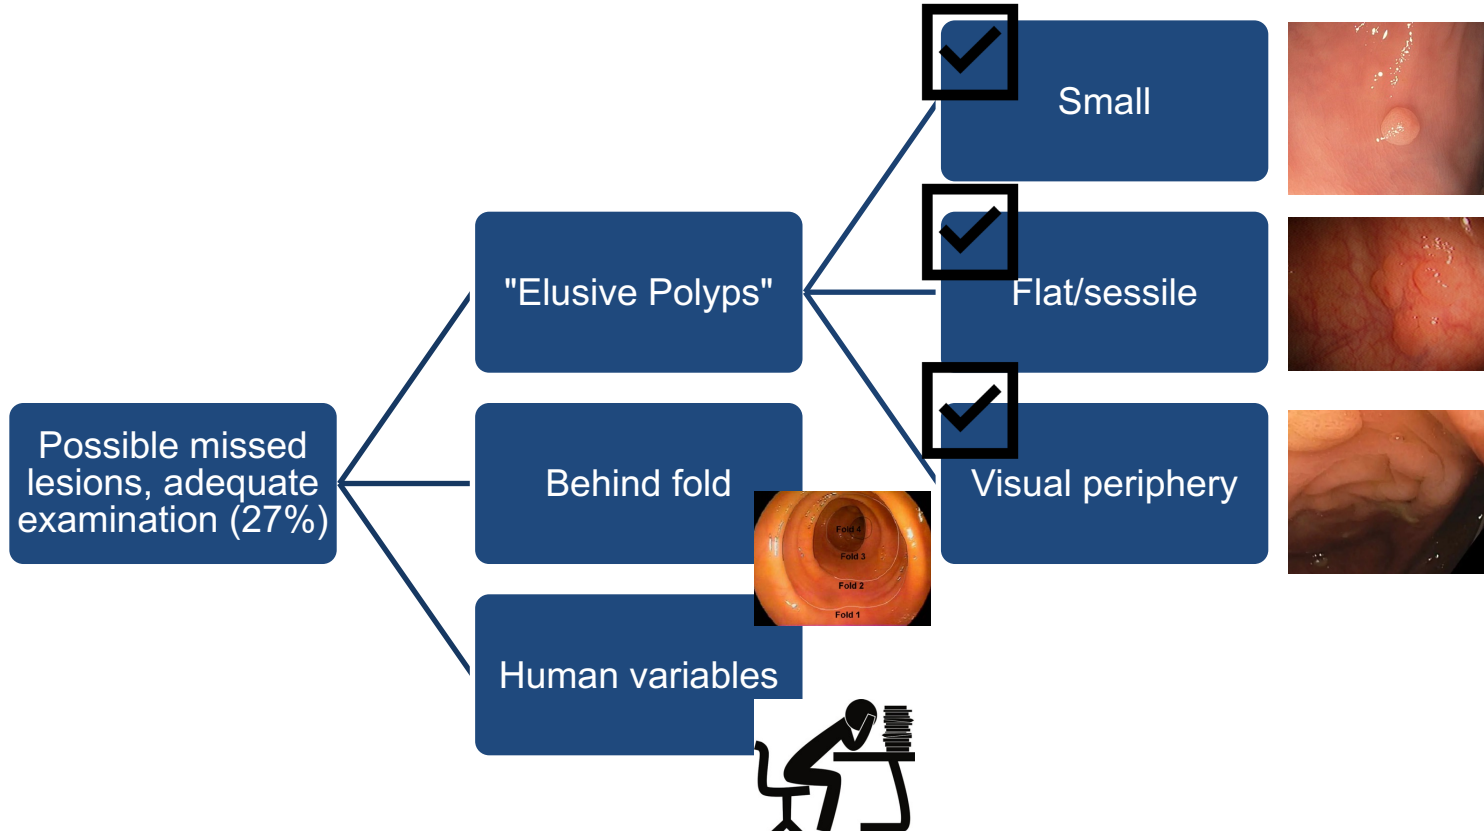 Small
"Elusive Polyps"
Flat/sessile
Possible missed
lesions, adequate
examination (27%)
Behind fold
Visual periphery
Fold 4
Fold 3
Fold 2
Fold 1
Human variables